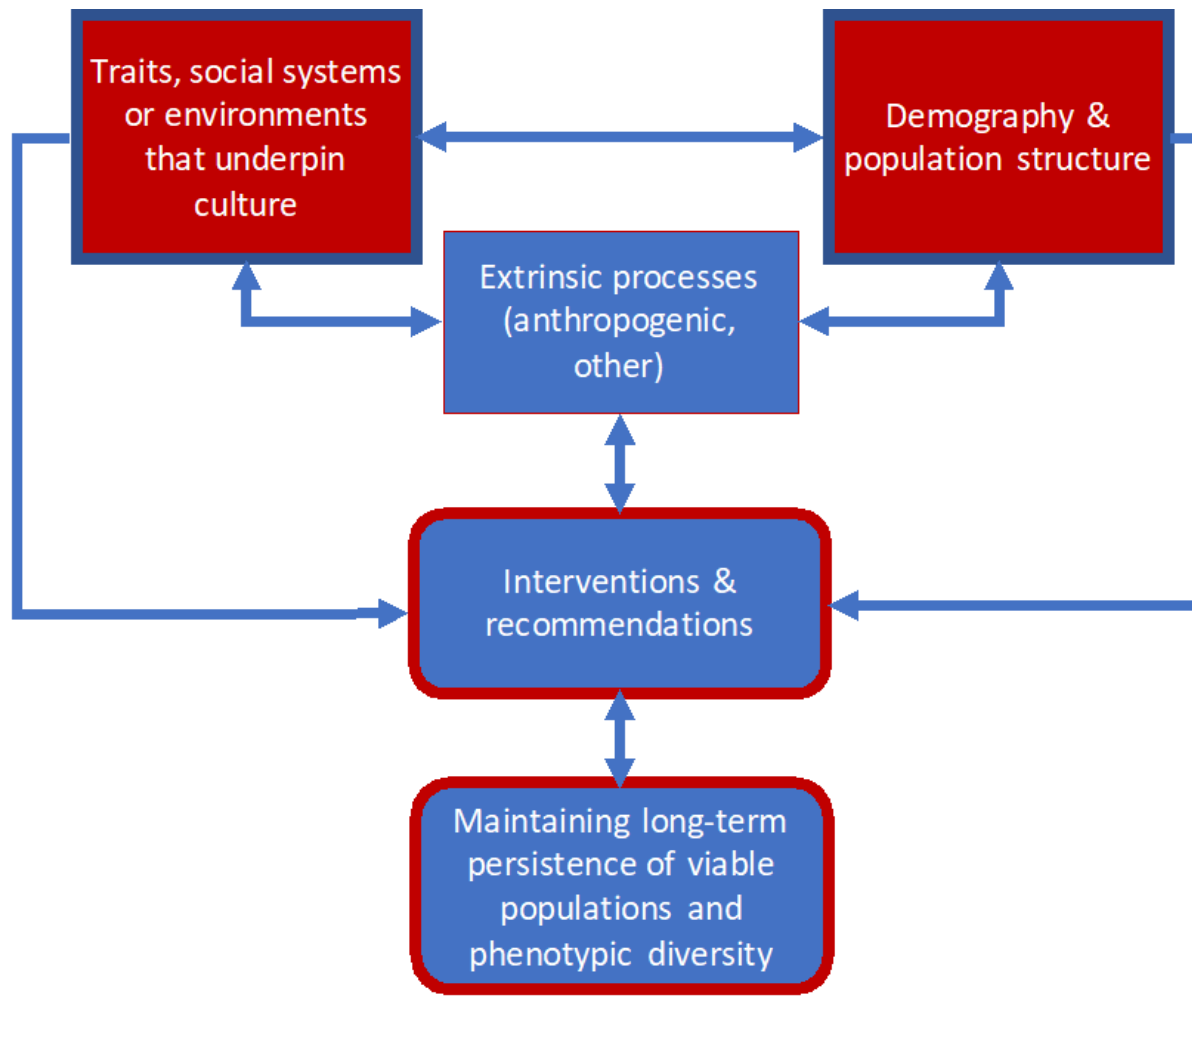 Traits, social systems
or environments
that underpin
culture
Demography &
population structure
Extrinsic processes
(anthropogenic,
other)
Interventions &
recommendations
Maintaining long-term
persistence of viable
populations and
phenotypic diversity